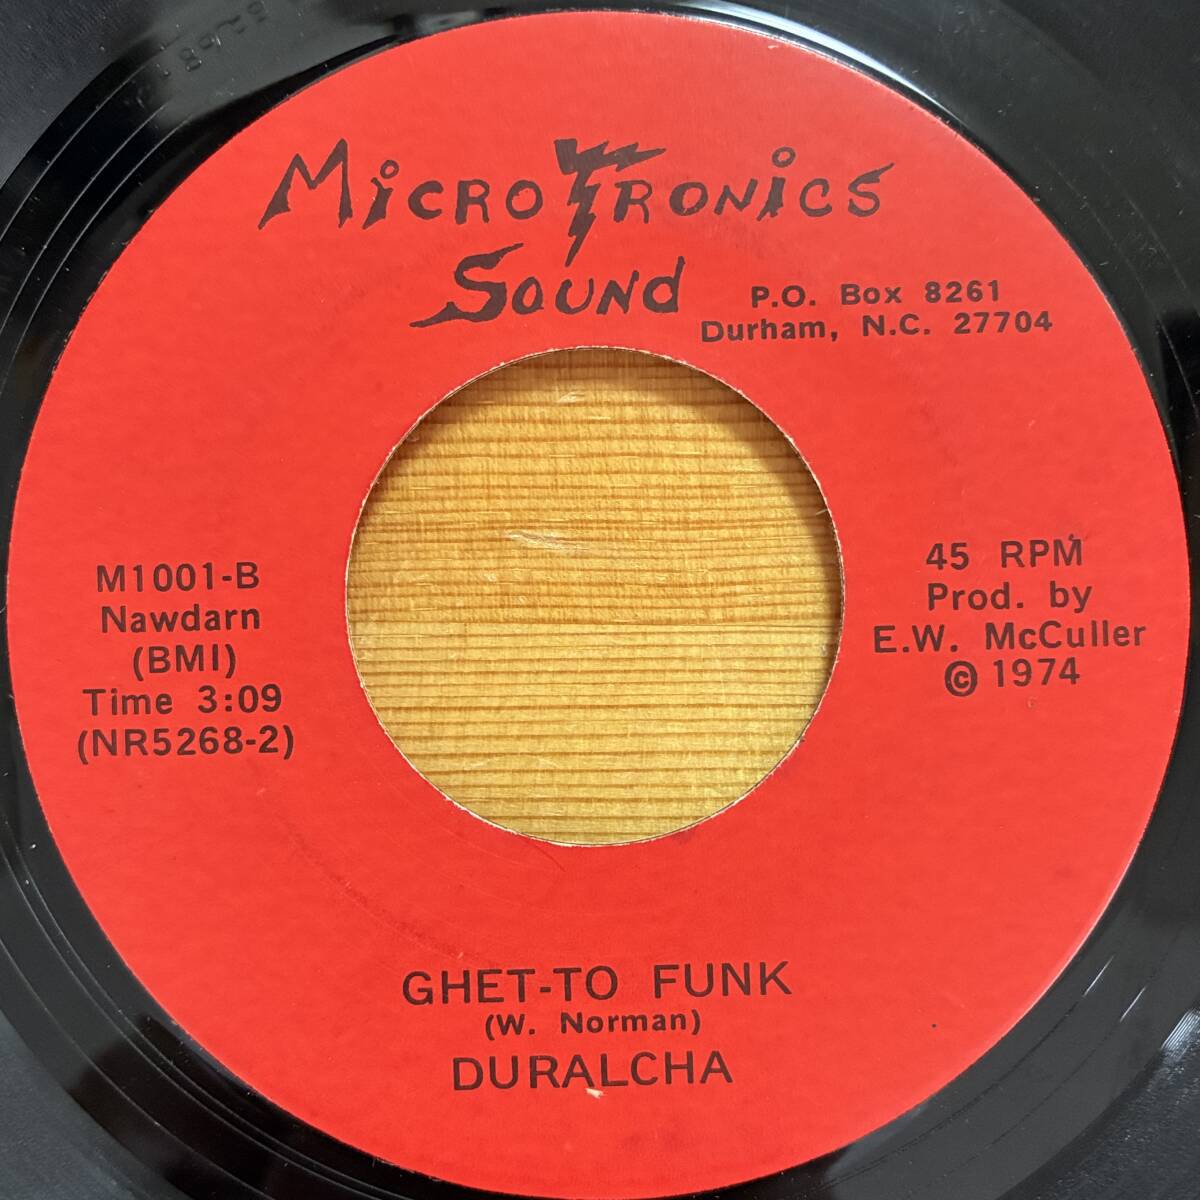 MicroTronics
Sound
P.O. Box 8261
Durham, N.C. 27704
M1001-B
Nawdarn
(BMI)
Time 3:09
(NR5268-2)
45 RPM
Prod. by
E.W. McCuller
© 1974
GHET-TO FUNK
(W. Norman)
DURALCHA